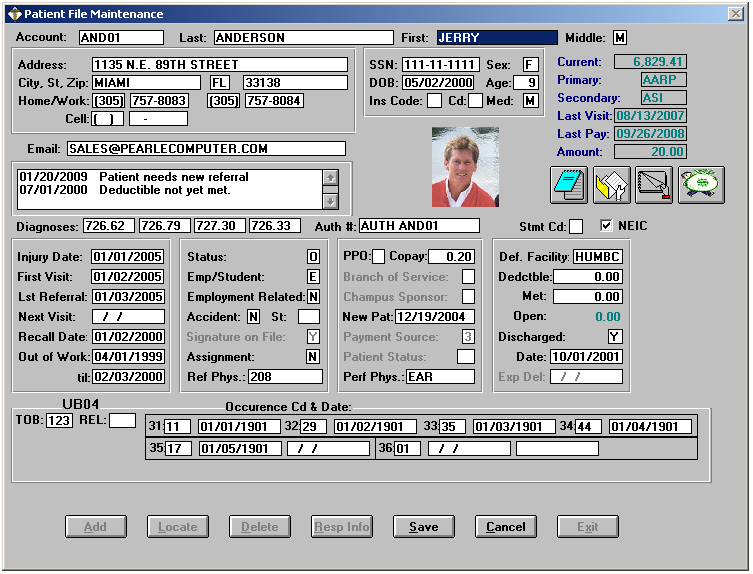 Patient File Maintenance
Account: AND01 Last: ANDERSON First: JERRY Middle: M
Address: 1135 N.E. 89TH STREET
City, St, Zip: MIAMI FL 33138
Home/Work: (305) 757-8083 (305) 757-8084
Cell: ( ) -
SSN: 111-11-1111 Sex: F
DOB: 05/02/2000 Age: 9
Ins Code: Cd: Med: M
Current: 6,829.41
Primary: AARP
Secondary: ASI
Last Visit: 08/13/2007
Last Pay: 09/26/2008
Amount: 20.00
Email: SALES@PEARLECOMPUTER.COM
01/20/2009 Patient needs new referral
07/01/2000 Deductible not yet met.
Diagnoses: 726.62 726.79 727.30 726.33 Auth #: AUTH AND01 Stmt Cd: NEIC
Injury Date: 01/01/2005
First Visit: 01/02/2005
Lst Referral: 01/03/2005
Next Visit: / /
Recall Date: 01/02/2000
Out of Work: 04/01/1999
til: 02/03/2000
Status: O
Emp/Student: E
Employment Related: N
Accident: N St:
Signature on File: Y
Assignment: N
Ref Phys.: 208
PPO: Copay: 0.20
Branch of Service:
Champus Sponsor:
New Pat: 12/19/2004
Payment Source: 3
Patient Status:
Perf Phys.: EAR
Def. Facility: HUMBC
Dedctble: 0.00
Met: 0.00
Open: 0.00
Discharged: Y
Date: 10/01/2001
Exp Del: / /
UB04
TOB: 123 REL:
Occurence Cd & Date:
31: 11 01/01/1901 32: 29 01/02/1901 33: 35 01/03/1901 34: 44 01/04/1901
35: 17 01/05/1901 / / 36: 01 / /
Add Locate Delete Resp Info Save Cancel Exit